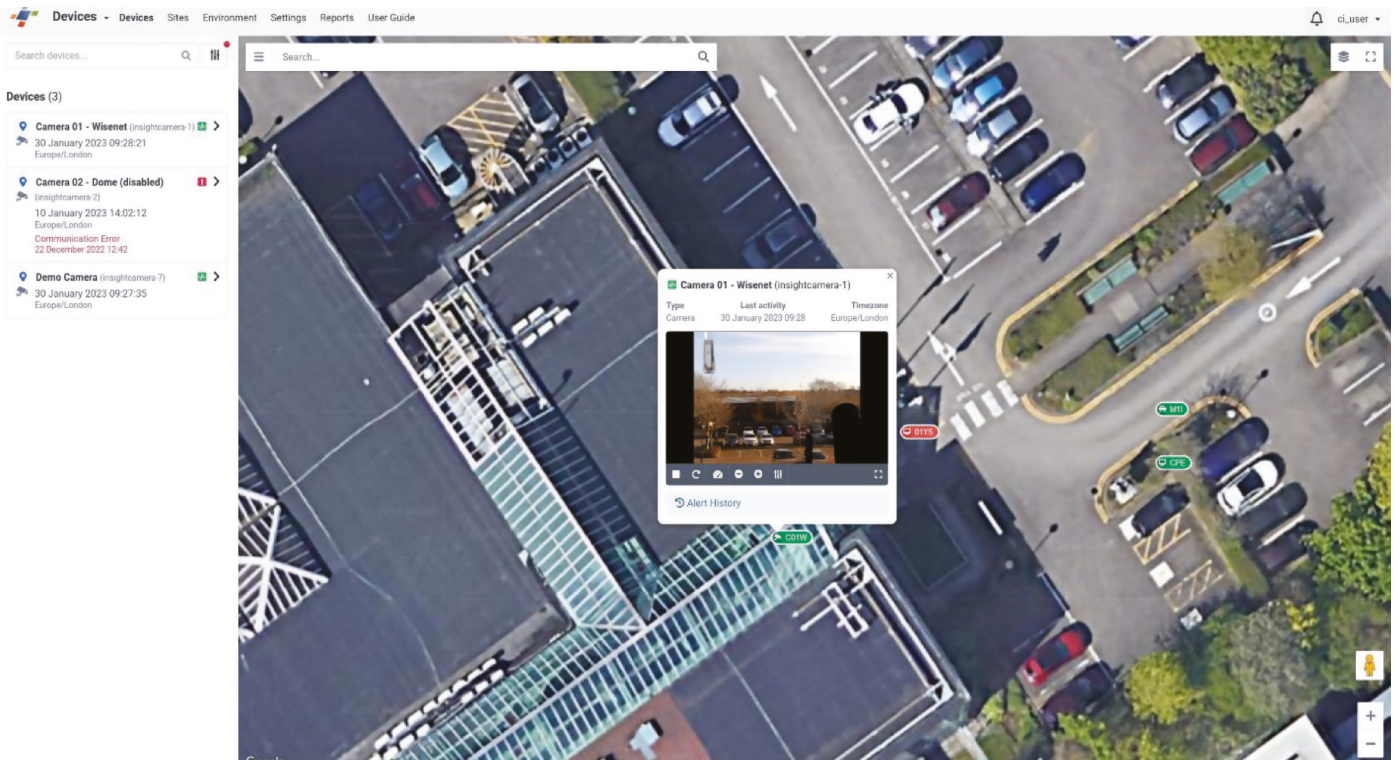 Devices Devices Sites Environment Settings Reports User Guide ci_user
Search devices...
Search...
Devices (3)
Camera 01 - Wisenet (insightcamera-1)
30 January 2023 09:28:21
Europe/London
Camera 02 - Dome (disabled)
(insightcamera-2)
10 January 2023 14:02:12
Europe/London
Communication Error
22 December 2022 12:42
Demo Camera (insightcamera-7)
30 January 2023 09:27:35
Europe/London
Camera 01 - Wisenet (insightcamera-1)
Type Last activity Timezone
Camera 30 January 2023 09:28 Europe/London
Alert History
C01W
01YS
M1I
CPE